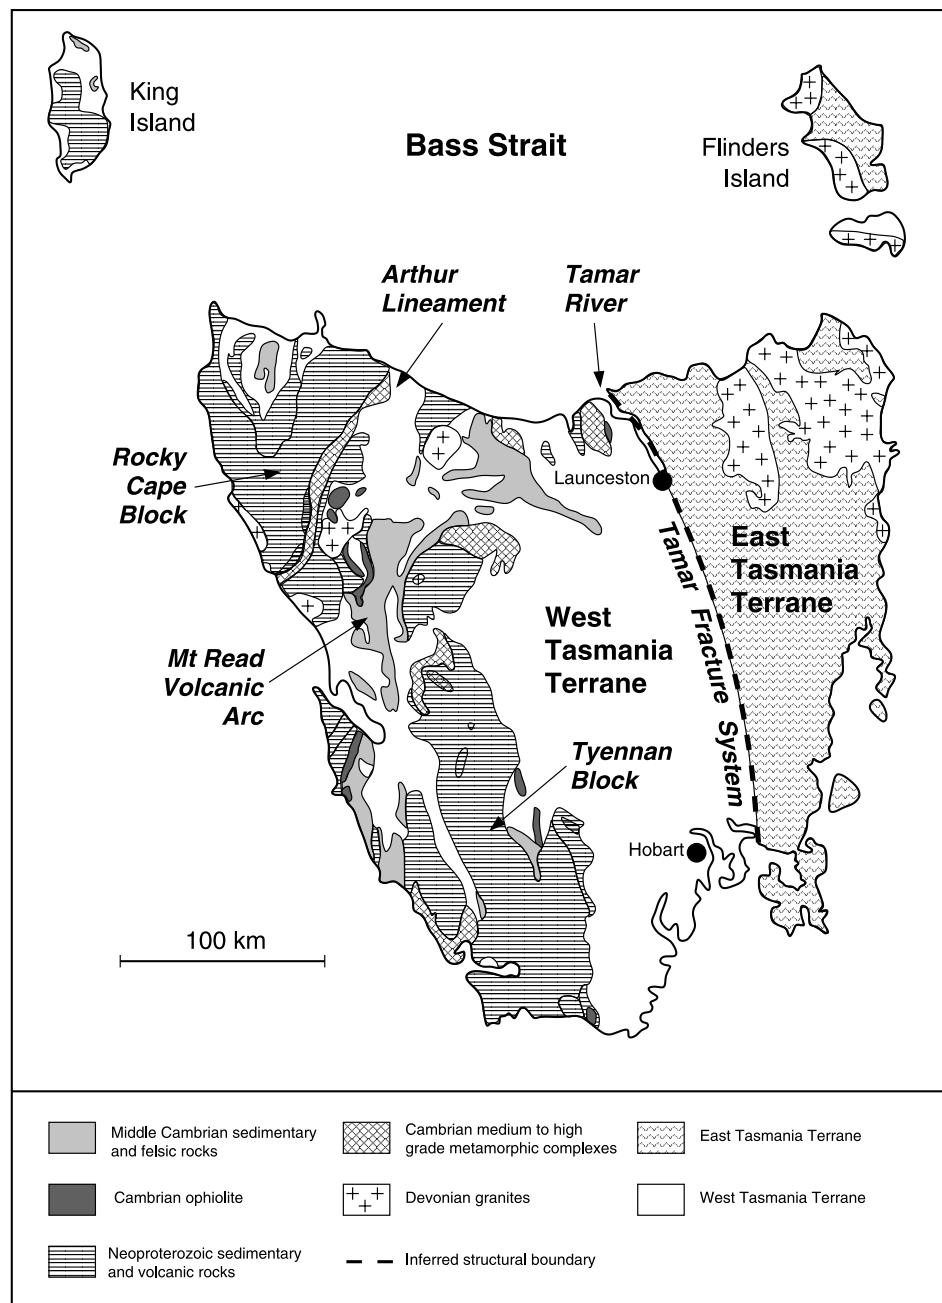 King
Island
Bass Strait
Flinders
Island
Arthur
Lineament
Tamar
River
Rocky
Cape
Block
Launceston
East
Tasmania
Terrane
Tamar Fracture System
West
Tasmania
Terrane
Mt Read
Volcanic
Arc
Tyennan
Block
Hobart
100 km
Middle Cambrian sedimentary
and felsic rocks
Cambrian medium to high
grade metamorphic complexes
East Tasmania Terrane
Cambrian ophiolite
Devonian granites
West Tasmania Terrane
Neoproterozoic sedimentary
and volcanic rocks
Inferred structural boundary